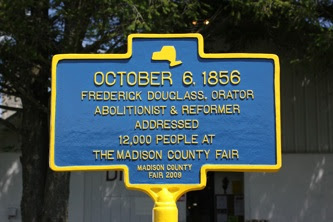 OCTOBER 6, 1856
FREDERICK DOUGLASS, ORATOR
ABOLITIONIST & REFORMER
ADDRESSED
12,000 PEOPLE AT
THE MADISON COUNTY FAIR
MADISON COUNTY
FAIR 2009